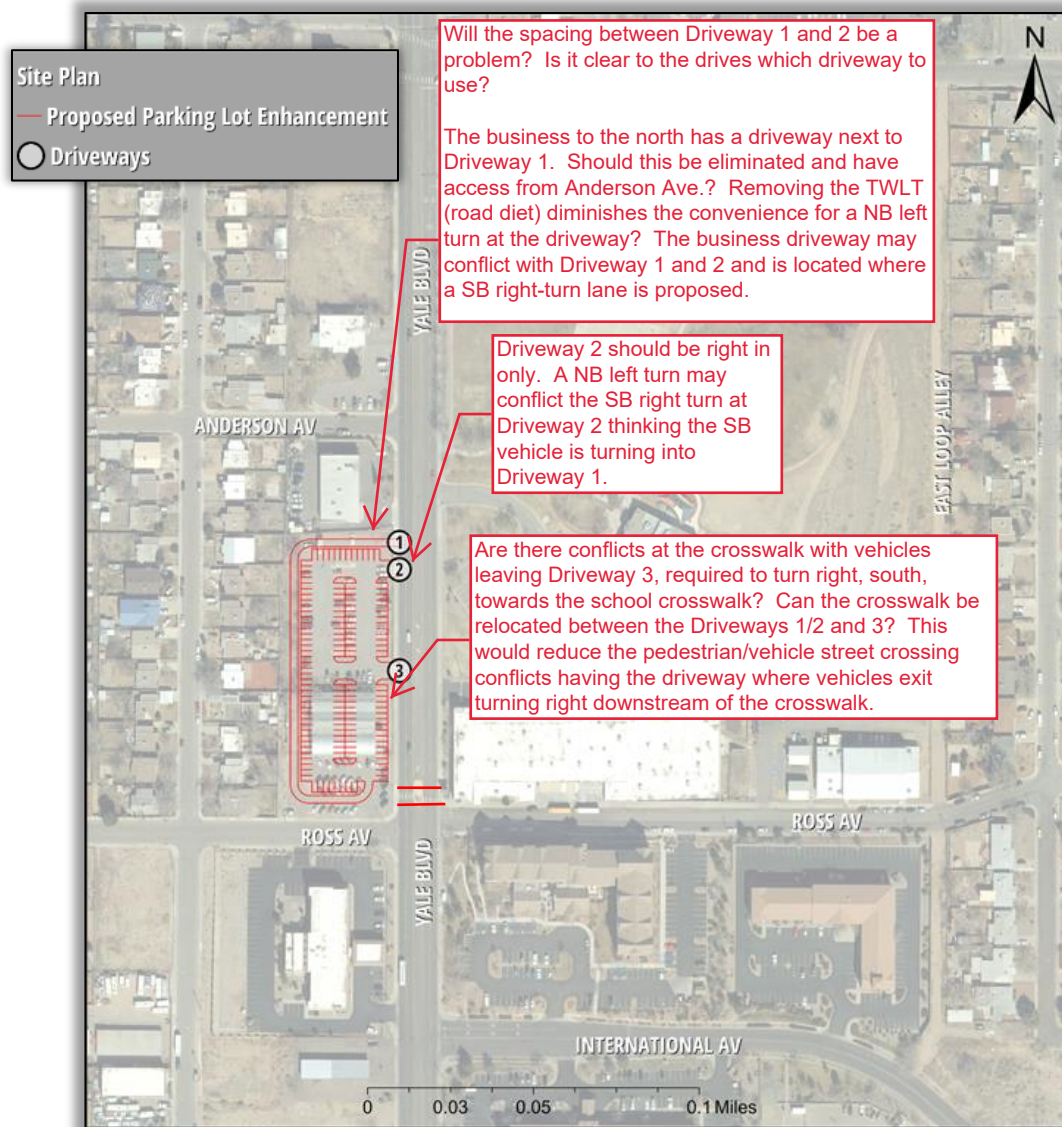 Site Plan
Proposed Parking Lot Enhancement
Driveways
N
Will the spacing between Driveway 1 and 2 be a
problem? Is it clear to the drives which driveway to
use?
The business to the north has a driveway next to
Driveway 1. Should this be eliminated and have
access from Anderson Ave.? Removing the TWLT
(road diet) diminishes the convenience for a NB left
turn at the driveway? The business driveway may
conflict with Driveway 1 and 2 and is located where
a SB right-turn lane is proposed.
YALE BLVD
Driveway 2 should be right in
only. A NB left turn may
conflict the SB right turn at
Driveway 2 thinking the SB
vehicle is turning into
Driveway 1.
EAST LOOP ALLEY
ANDERSON AV
1
2
3
Are there conflicts at the crosswalk with vehicles
leaving Driveway 3, required to turn right, south,
towards the school crosswalk? Can the crosswalk be
relocated between the Driveways 1/2 and 3? This
would reduce the pedestrian/vehicle street crossing
conflicts having the driveway where vehicles exit
turning right downstream of the crosswalk.
ROSS AV
ROSS AV
YALE BLVD
INTERNATIONAL AV
0 0.03 0.05 0.1 Miles